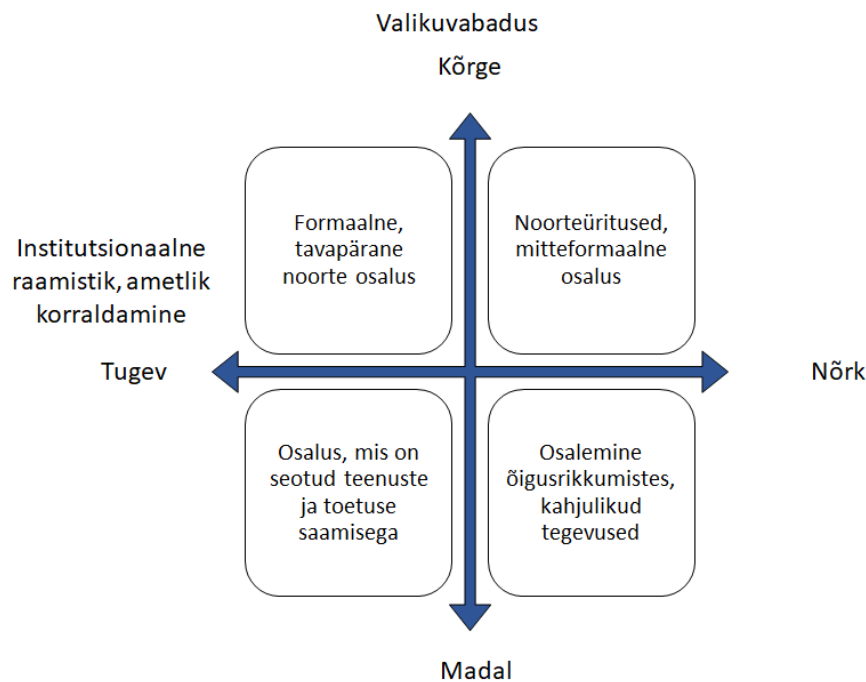 Valikuvabadus
Kõrge
Formaalne,
tavapärane
noorte osalus
Noorteüritused,
mitteformaalne
osalus
Institutsionaalne
raamistik, ametlik
korraldamine
Tugev
Nõrk
Osalus, mis on
seotud teenuste
ja toetuse
saamisega
Osalemine
õigusrikkumistes,
kahjulikud
tegevused
Madal